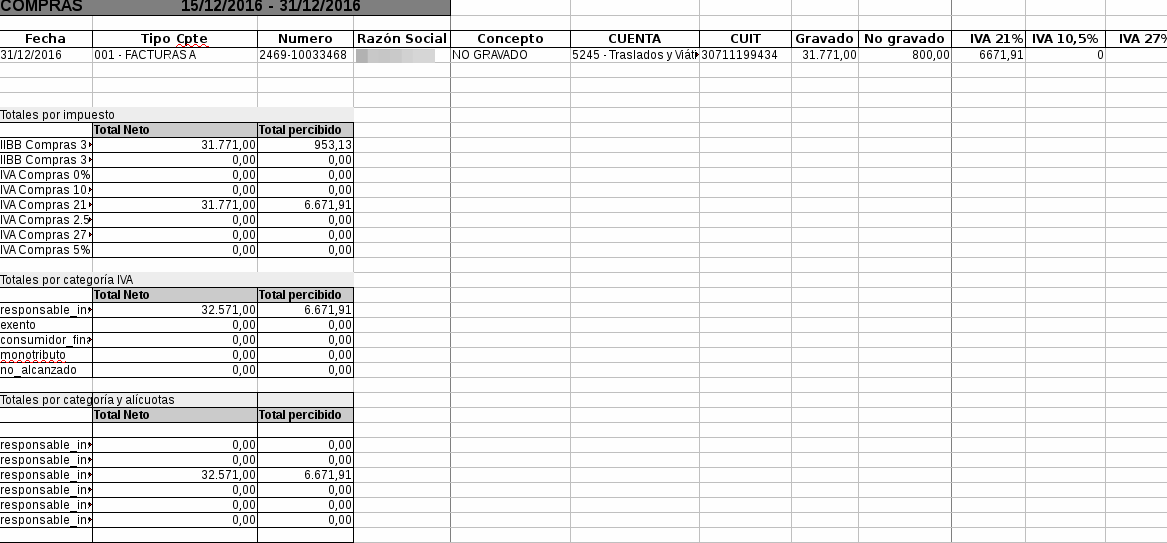 COMPRAS 15/12/2016 - 31/12/2016
Fecha Tipo Cpte Numero Razón Social Concepto CUENTA CUIT Gravado No gravado IVA 21% IVA 10,5% IVA 27%
31/12/2016 001 - FACTURAS A 2469-10033468 NO GRAVADO 5245 - Traslados y Viát 30711199434 31.771,00 800,00 6671,91 0
Totales por impuesto
Total Neto Total percibido
IIBB Compras 3 31.771,00 953,13
IIBB Compras 3 0,00 0,00
IVA Compras 0% 0,00 0,00
IVA Compras 10 0,00 0,00
IVA Compras 21 31.771,00 6.671,91
IVA Compras 2.5 0,00 0,00
IVA Compras 27 0,00 0,00
IVA Compras 5% 0,00 0,00
Totales por categoría IVA
Total Neto Total percibido
responsable_in 32.571,00 6.671,91
exento 0,00 0,00
consumidor_fina 0,00 0,00
monotributo 0,00 0,00
no_alcanzado 0,00 0,00
Totales por categoría y alícuotas
Total Neto Total percibido
responsable_in 0,00 0,00
responsable_in 0,00 0,00
responsable_in 32.571,00 6.671,91
responsable_in 0,00 0,00
responsable_in 0,00 0,00
responsable_in 0,00 0,00